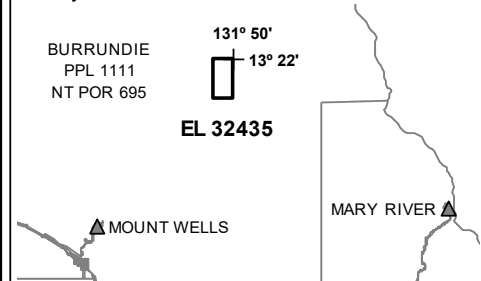 BURRUNDIE
PPL 1111
NT POR 695
131º 50'
13º 22'
EL 32435
MARY RIVER
MOUNT WELLS